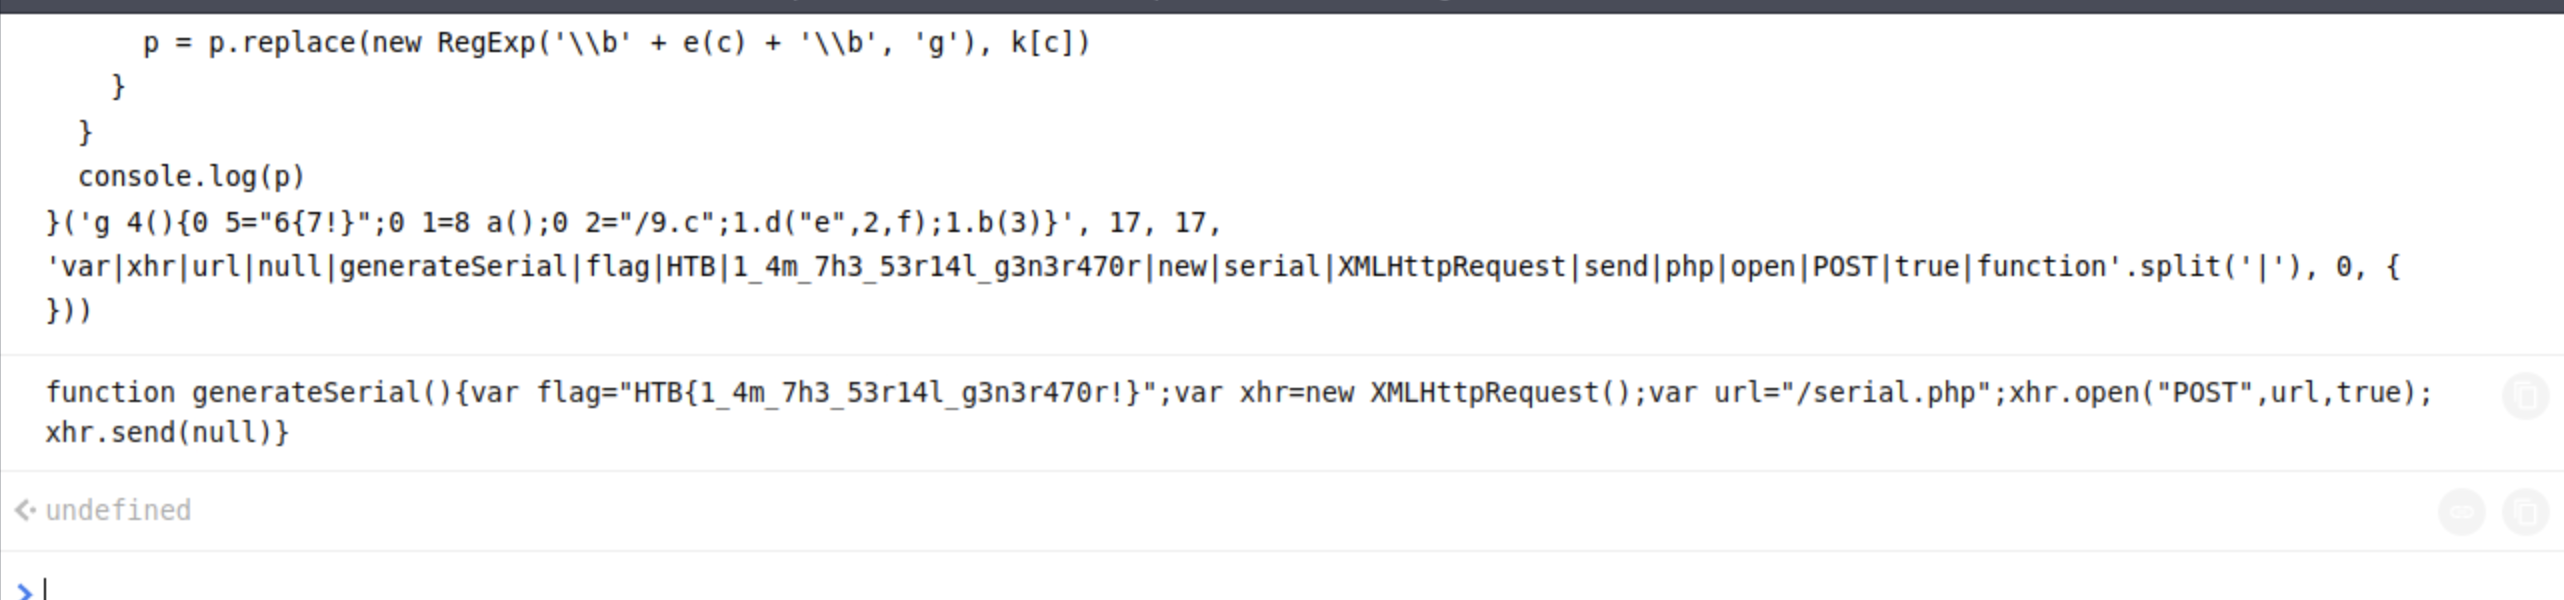 p = p.replace(new RegExp('\\b' + e(c) + '\\b', 'g'), k[c])
}
}
console.log(p)
}('g 4(){0 5="6{7!}";0 1=8 a();0 2="/9.c";1.d("e",2,f);1.b(3)}', 17, 17,
'var|xhr|url|null|generateSerial|flag|HTB|1_4m_7h3_53r14l_g3n3r470r|new|serial|XMLHttpRequest|send|php|open|POST|true|function'.split('|'), 0, {
}))
function generateSerial(){var flag="HTB{1_4m_7h3_53r14l_g3n3r470r!}";var xhr=new XMLHttpRequest();var url="/serial.php";xhr.open("POST",url,true);
xhr.send(null)}
undefined